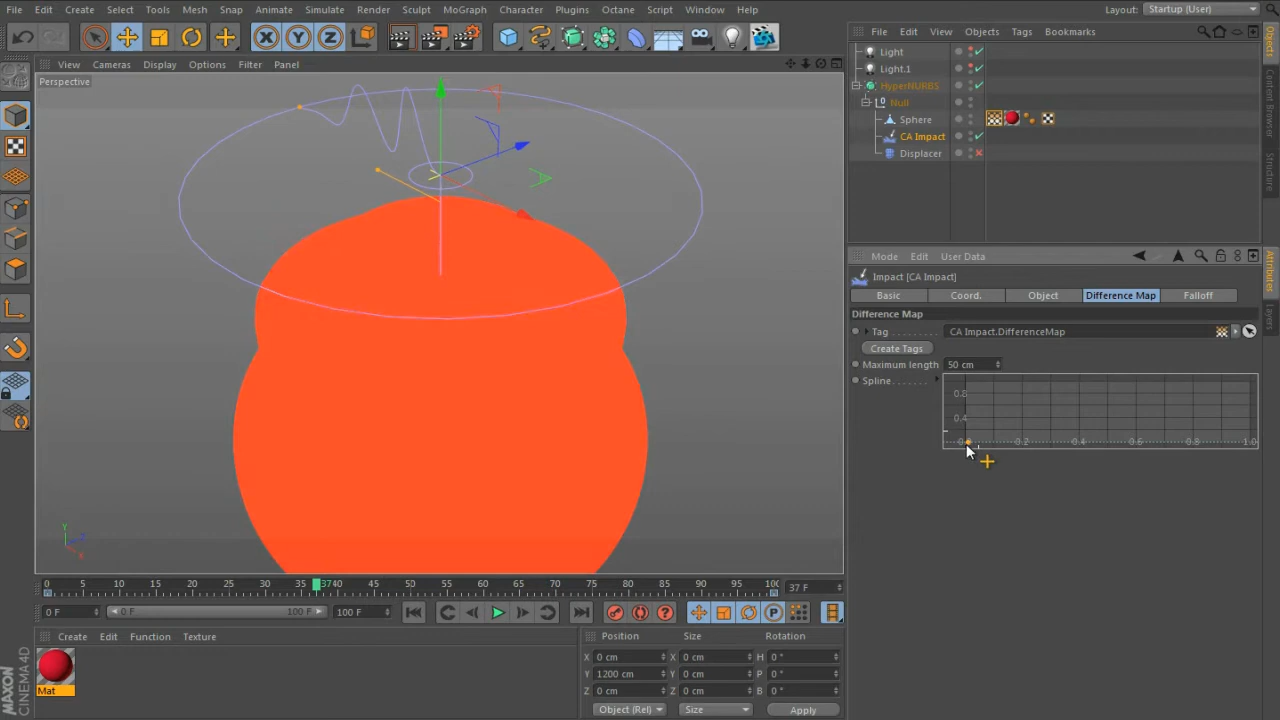 File Edit Create Select Tools Mesh Snap Animate Simulate Render Sculpt MoGraph Character Plugins Octane Script Window Help Layout: Startup (User)
X Y Z
View Cameras Display Options Filter Panel
Perspective
File Edit View Objects Tags Bookmarks
Light
Light.1
HyperNURBS
Null
Sphere
CA Impact
Displacer
Objects
Content Browser
Structure
Mode Edit User Data
Impact [CA Impact]
Basic Coord. Object Difference Map Falloff
Difference Map
Tag CA Impact.DifferenceMap
Create Tags
Maximum length 50 cm
Spline
0.8
0.4
0.2 0.4 0.6 0.8 1.0
Attributes
Layers
Y
Z
X
0 5 10 15 20 25 30 35 37 40 45 50 55 60 65 70 75 80 85 90 95 100 37 F
0 F 0 F 100 F 100 F
P
Create Edit Function Texture
Mat
Position Size Rotation
X 0 cm X 0 cm H 0 °
Y 1200 cm Y 0 cm P 0 °
Z 0 cm Z 0 cm B 0 °
Object (Rel) Size Apply
MAXON
CINEMA 4D